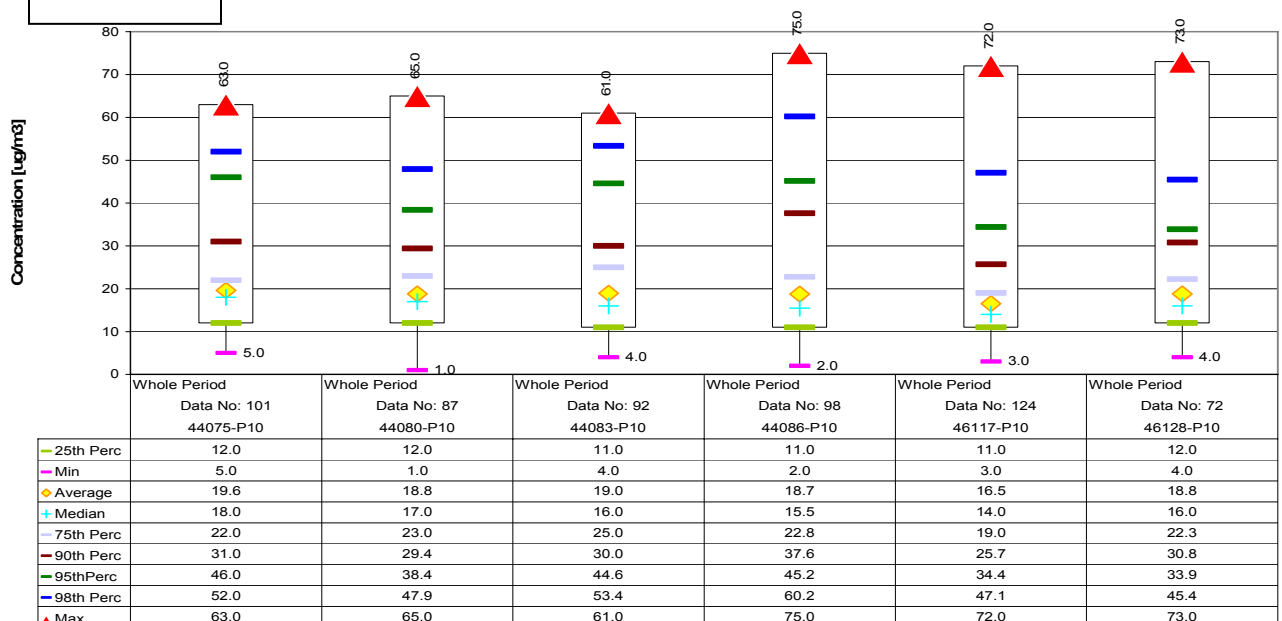 80
70
60
50
40
30
20
10
0
Concentration [ug/m3]
63.0
65.0
61.0
75.0
72.0
73.0
5.0
1.0
4.0
2.0
3.0
4.0
Whole Period Whole Period Whole Period Whole Period Whole Period Whole Period
Data No: 101 Data No: 87 Data No: 92 Data No: 98 Data No: 124 Data No: 72
44075-P10 44080-P10 44083-P10 44086-P10 46117-P10 46128-P10
25th Perc 12.0 12.0 11.0 11.0 11.0 12.0
Min 5.0 1.0 4.0 2.0 3.0 4.0
Average 19.6 18.8 19.0 18.7 16.5 18.8
Median 18.0 17.0 16.0 15.5 14.0 16.0
75th Perc 22.0 23.0 25.0 22.8 19.0 22.3
90th Perc 31.0 29.4 30.0 37.6 25.7 30.8
95thPerc 46.0 38.4 44.6 45.2 34.4 33.9
98th Perc 52.0 47.9 53.4 60.2 47.1 45.4
Max 63.0 65.0 61.0 75.0 72.0 73.0